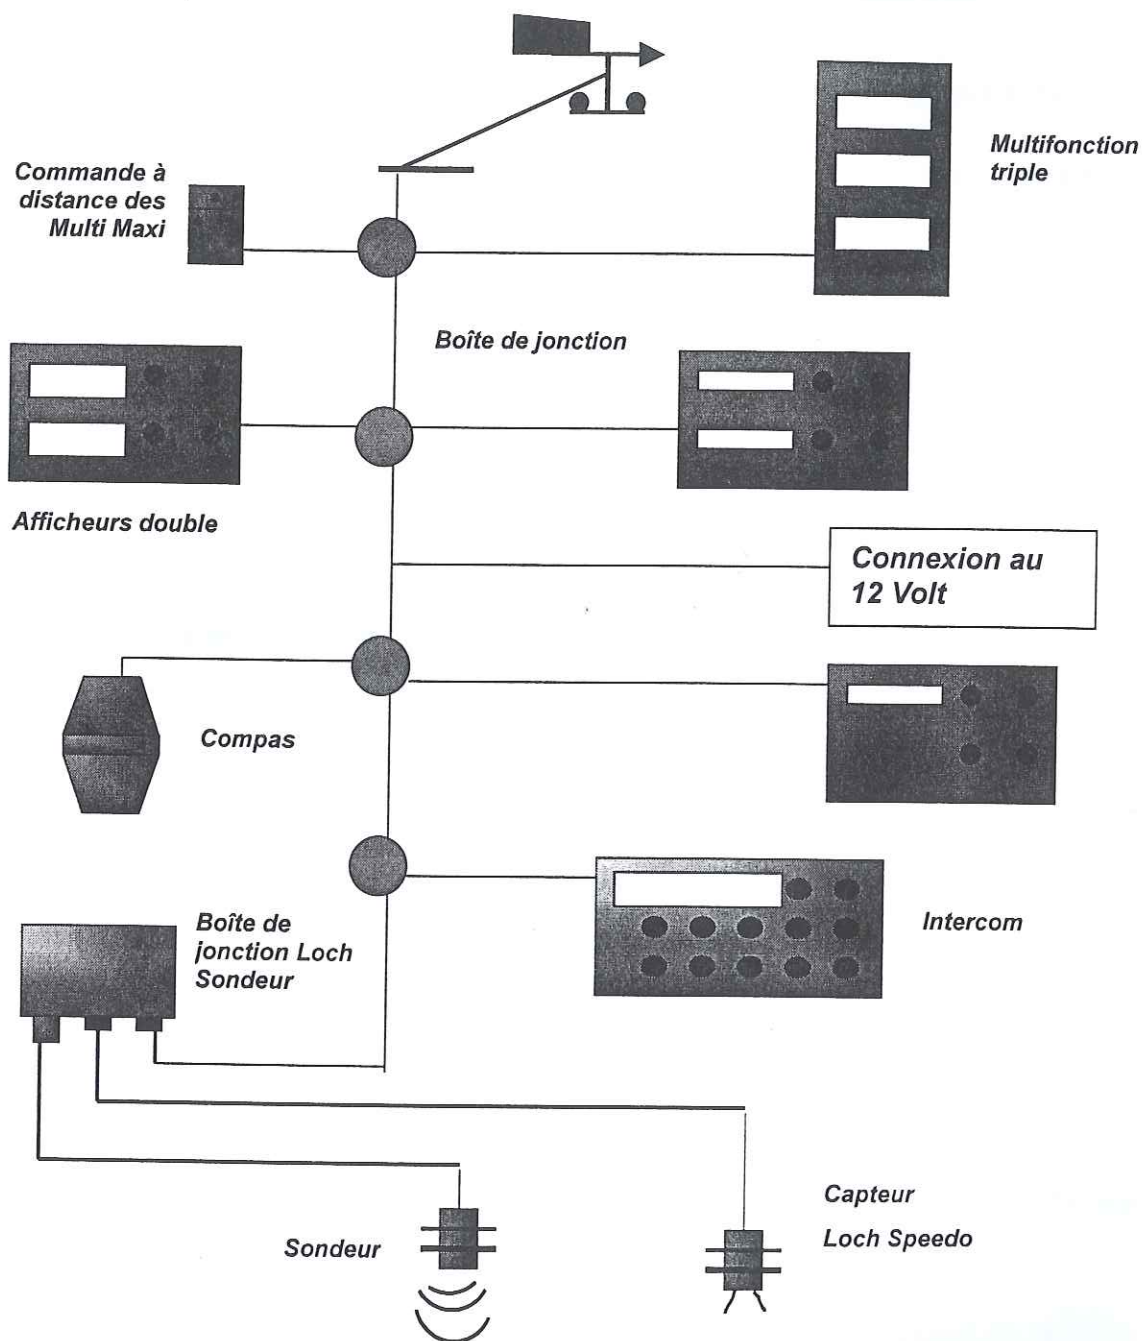 Multifonction
triple
Commande à
distance des
Multi Maxi
Boîte de jonction
Afficheurs double
Connexion au
12 Volt
Compas
Boîte de
jonction Loch
Sondeur
Intercom
Capteur
Loch Speedo
Sondeur